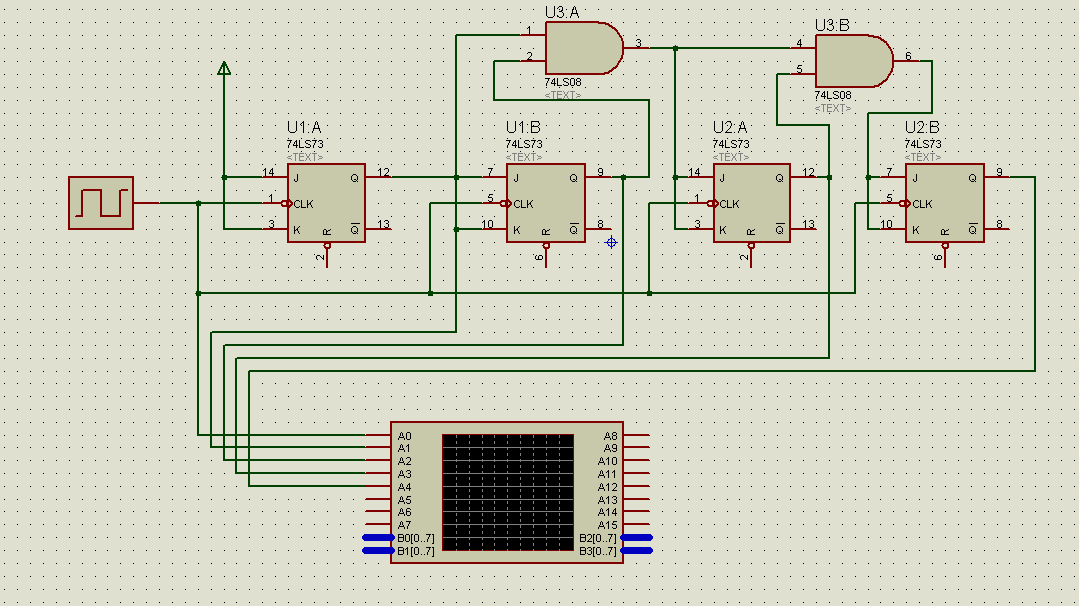 U3:A
1
3
2
74LS08
<TEXT>
U3:B
4
6
5
74LS08
<TEXT>
U1:A
74LS73
<TEXT>
14 J Q 12
1 CLK
3 K R Q 13
2
U1:B
74LS73
<TEXT>
7 J Q 9
5 CLK
10 K R Q 8
6
U2:A
74LS73
<TEXT>
14 J Q 12
1 CLK
3 K R Q 13
2
U2:B
74LS73
<TEXT>
7 J Q 9
5 CLK
10 K R Q 8
6
A0 A8
A1 A9
A2 A10
A3 A11
A4 A12
A5 A13
A6 A14
A7 A15
B0[0..7] B2[0..7]
B1[0..7] B3[0..7]